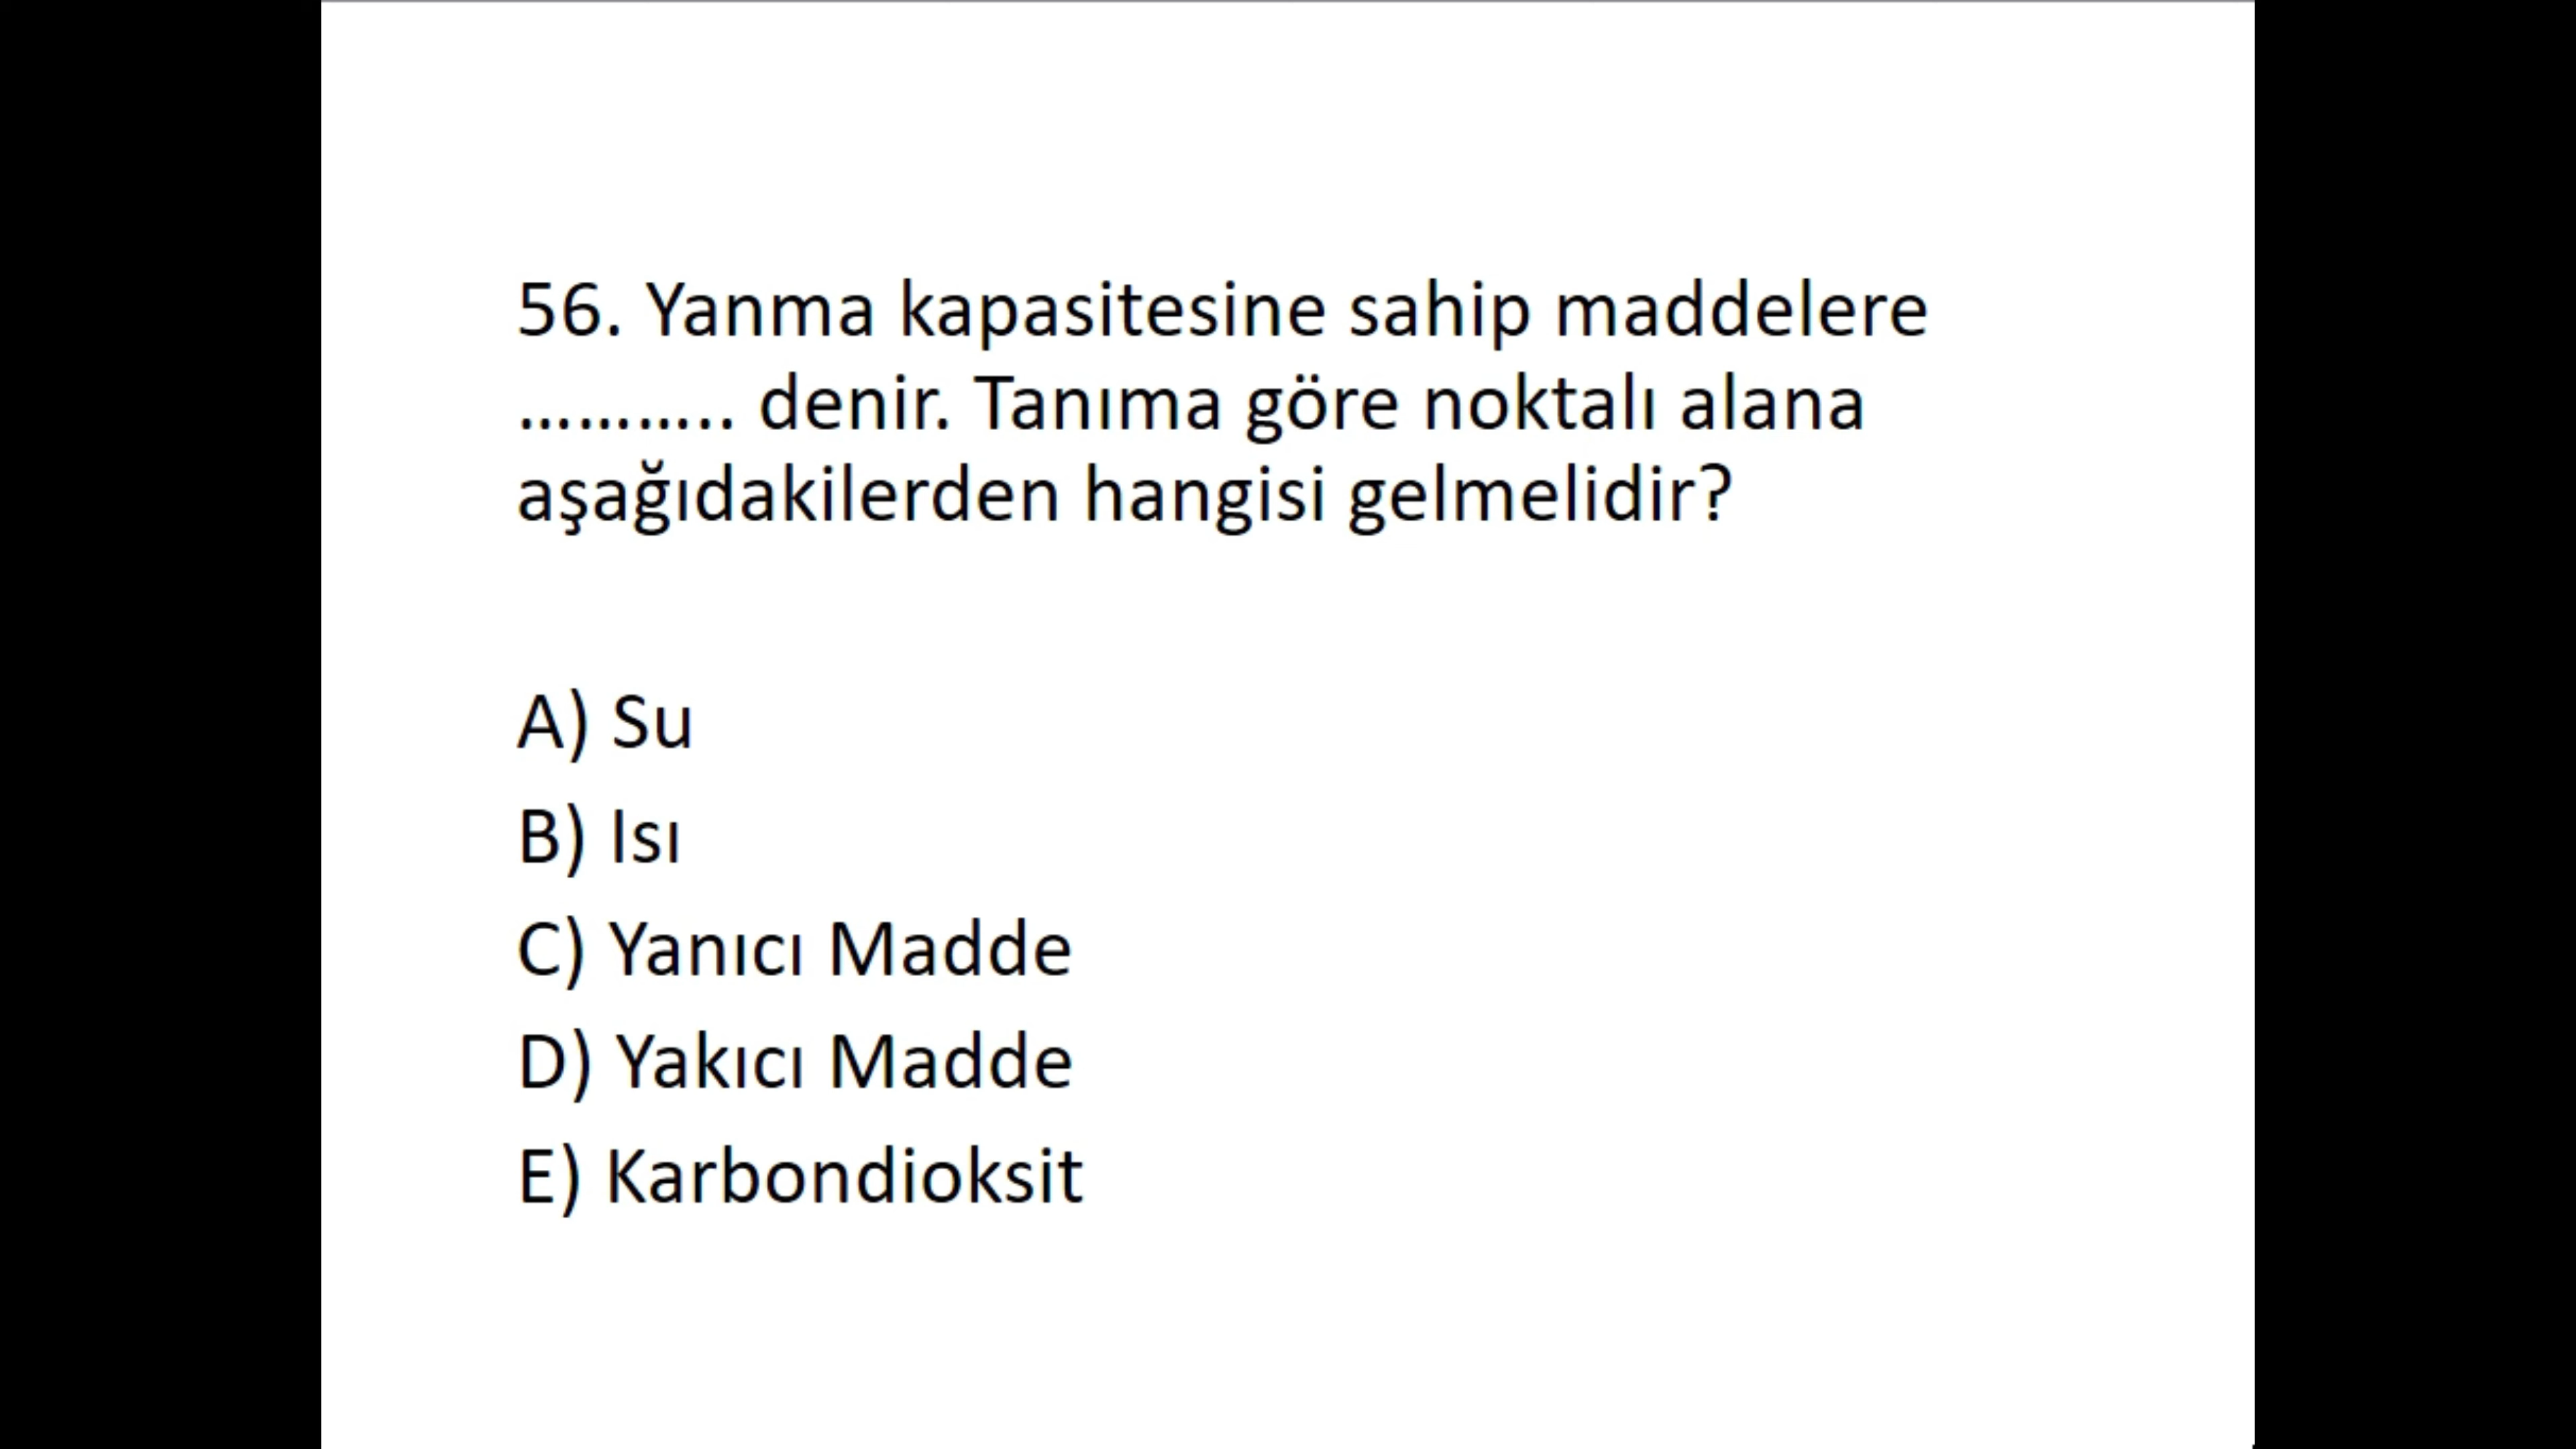 56. Yanma kapasitesine sahip maddelere
……….. denir. Tanıma göre noktalı alana
aşağıdakilerden hangisi gelmelidir?
A) Su
B) Isı
C) Yanıcı Madde
D) Yakıcı Madde
E) Karbondioksit